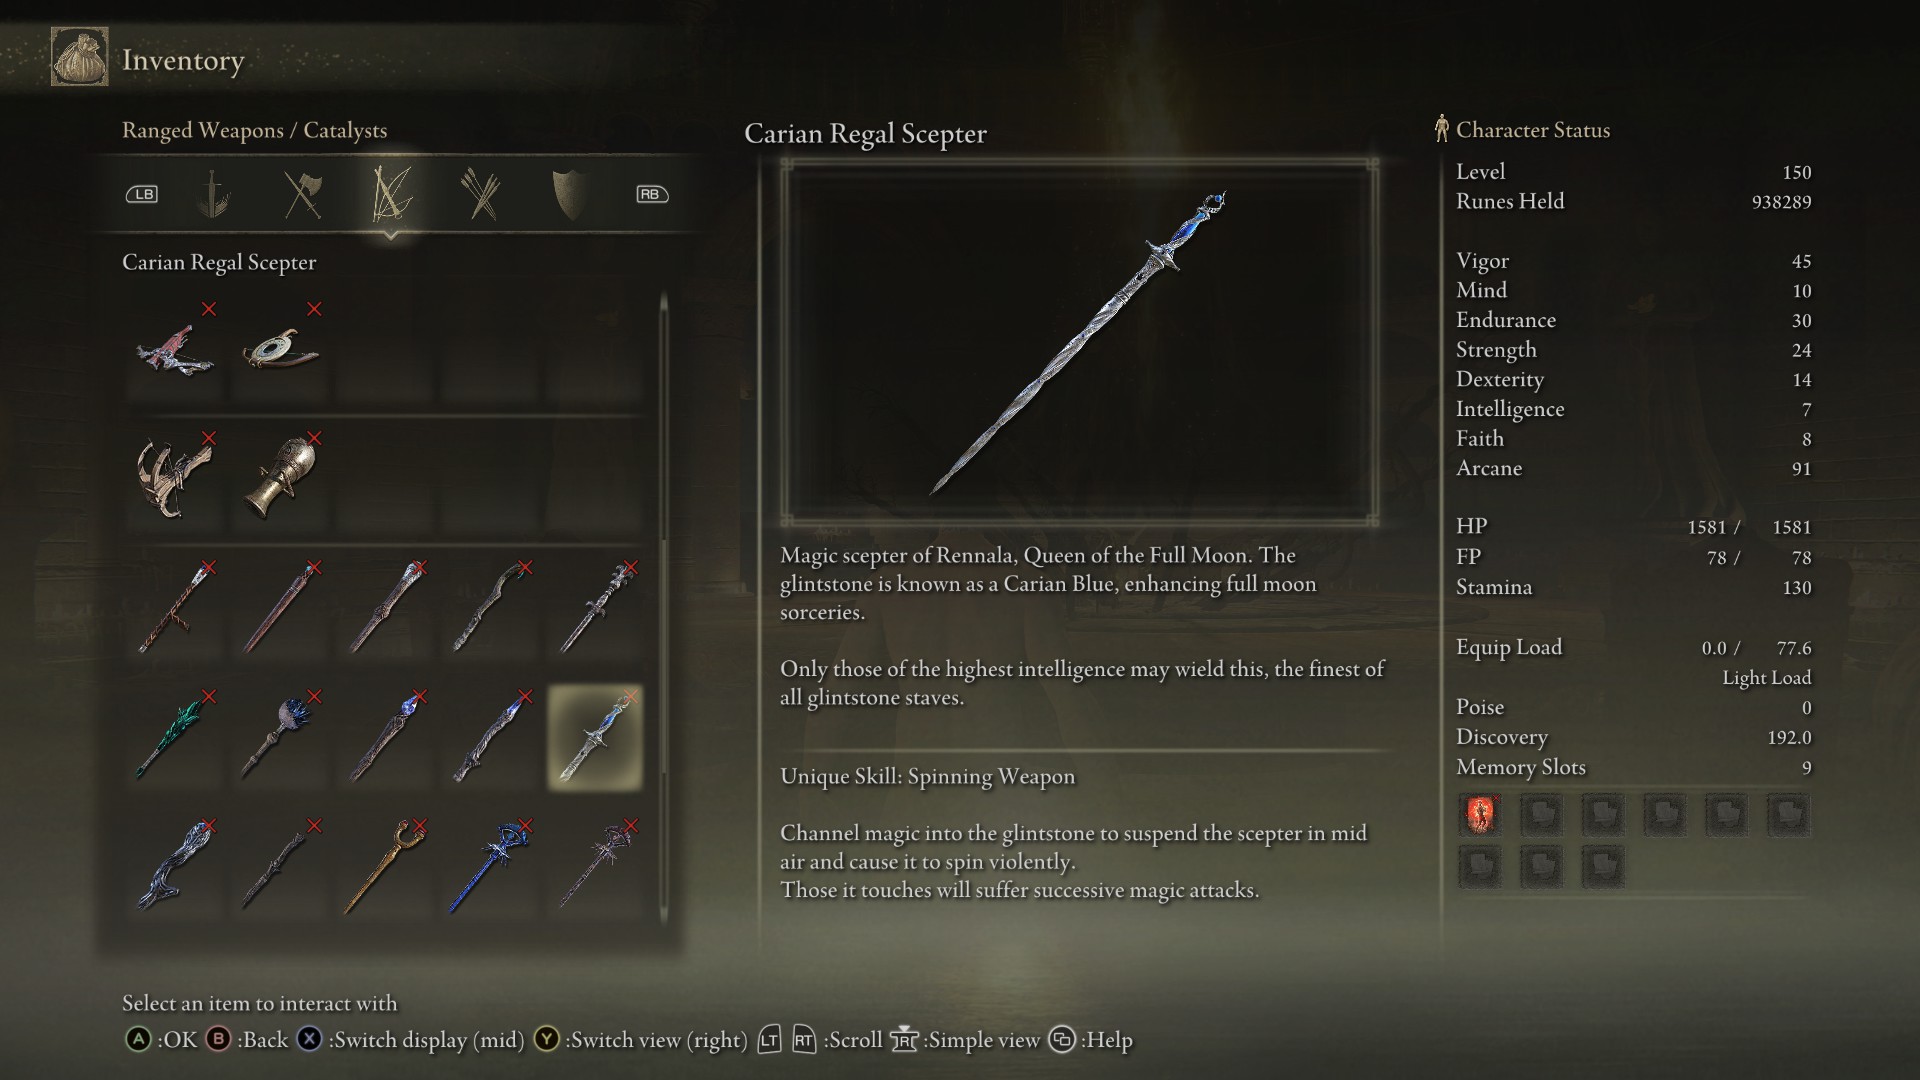 Inventory
Ranged Weapons / Catalysts
LB
RB
Carian Regal Scepter
Carian Regal Scepter
Magic scepter of Rennala, Queen of the Full Moon. The
glintstone is known as a Carian Blue, enhancing full moon
sorceries.
Only those of the highest intelligence may wield this, the finest of
all glintstone staves.
Unique Skill: Spinning Weapon
Channel magic into the glintstone to suspend the scepter in mid
air and cause it to spin violently.
Those it touches will suffer successive magic attacks.
Character Status
Level 150
Runes Held 938289
Vigor 45
Mind 10
Endurance 30
Strength 24
Dexterity 14
Intelligence 7
Faith 8
Arcane 91
HP 1581 / 1581
FP 78 / 78
Stamina 130
Equip Load 0.0 / 77.6
Light Load
Poise 0
Discovery 192.0
Memory Slots 9
Select an item to interact with
A :OK B :Back X :Switch display (mid) Y :Switch view (right) LT RT :Scroll R :Simple view :Help